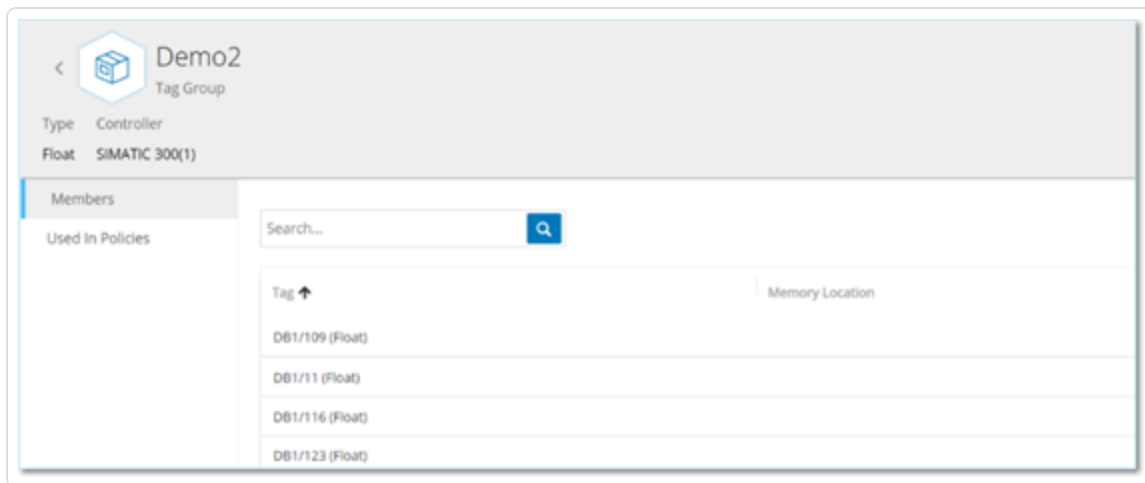 Demo2
Tag Group
Type Controller
Float SIMATIC 300(1)
Members
Used In Policies
Search...
Tag Memory Location
DB1/109 (Float)
DB1/11 (Float)
DB1/116 (Float)
DB1/123 (Float)